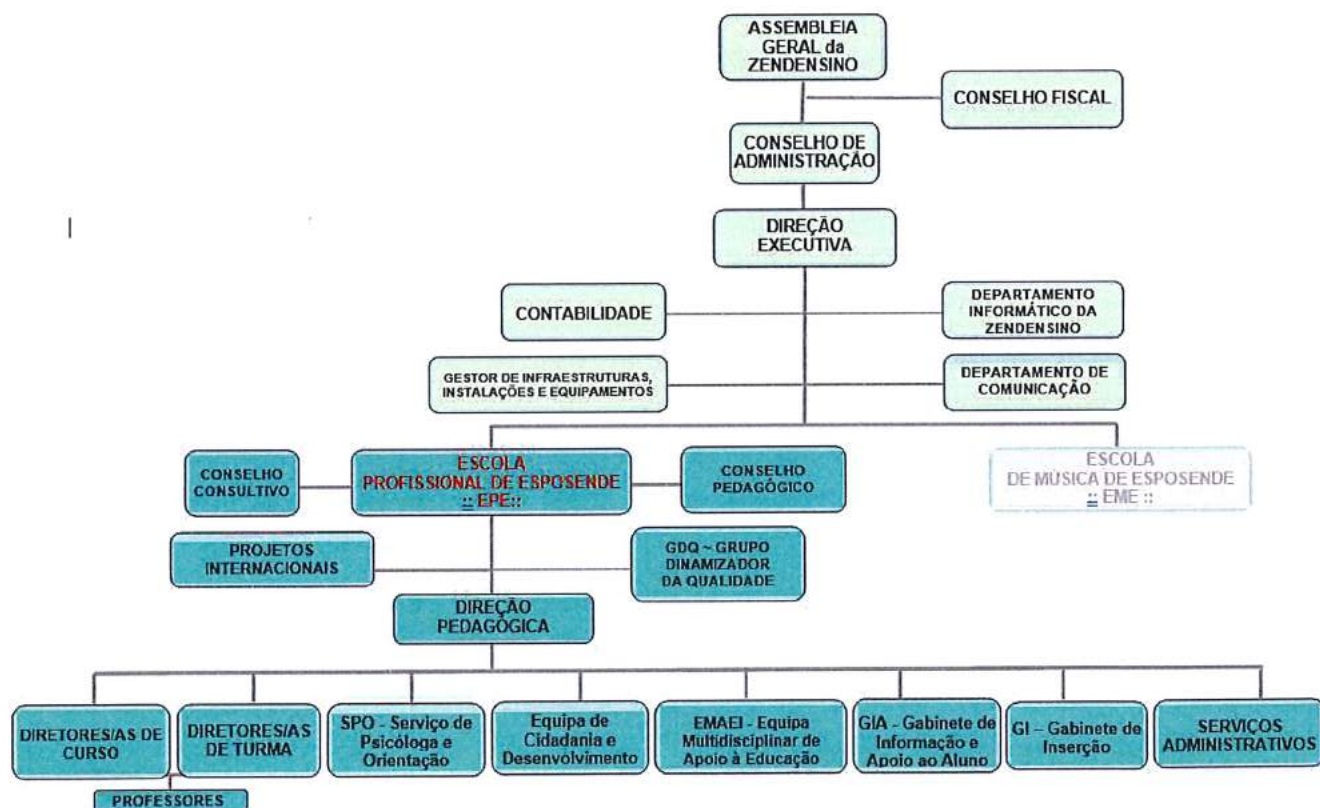 ASSEMBLEIA
GERAL da
ZENDENSINO
CONSELHO FISCAL
CONSELHO DE
ADMINISTRAÇÃO
DIREÇÃO
EXECUTIVA
CONTABILIDADE
DEPARTAMENTO
INFORMÁTICO DA
ZENDENSINO
GESTOR DE INFRAESTRUTURAS,
INSTALAÇÕES E EQUIPAMENTOS
DEPARTAMENTO DE
COMUNICAÇÃO
CONSELHO
CONSULTIVO
ESCOLA
PROFISSIONAL DE ESPOSENDE
:: EPE::
CONSELHO
PEDAGÓGICO
ESCOLA
DE MÚSICA DE ESPOSENDE
:: EME ::
PROJETOS
INTERNACIONAIS
GDQ ~ GRUPO
DINAMIZADOR
DA QUALIDADE
DIREÇÃO
PEDAGÓGICA
DIRETORES/AS DE
CURSO
DIRETORES/AS
DE TURMA
SPO - Serviço de
Psicóloga e
Orientação
Equipa de
Cidadania e
Desenvolvimento
EMAEI - Equipa
Multidisciplinar de
Apoio à Educação
GIA - Gabinete de
Informação e
Apoio ao Aluno
GI – Gabinete de
Inserção
SERVIÇOS
ADMINISTRATIVOS
PROFESSORES